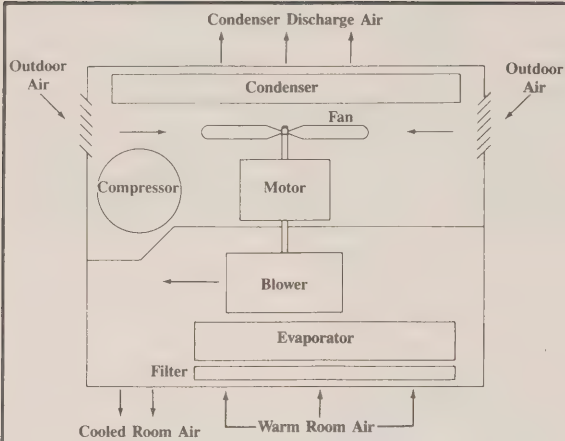 Condenser Discharge Air
Outdoor
Air
Outdoor
Air
Condenser
Fan
Compressor
Motor
Blower
Evaporator
Filter
Cooled Room Air
Warm Room Air